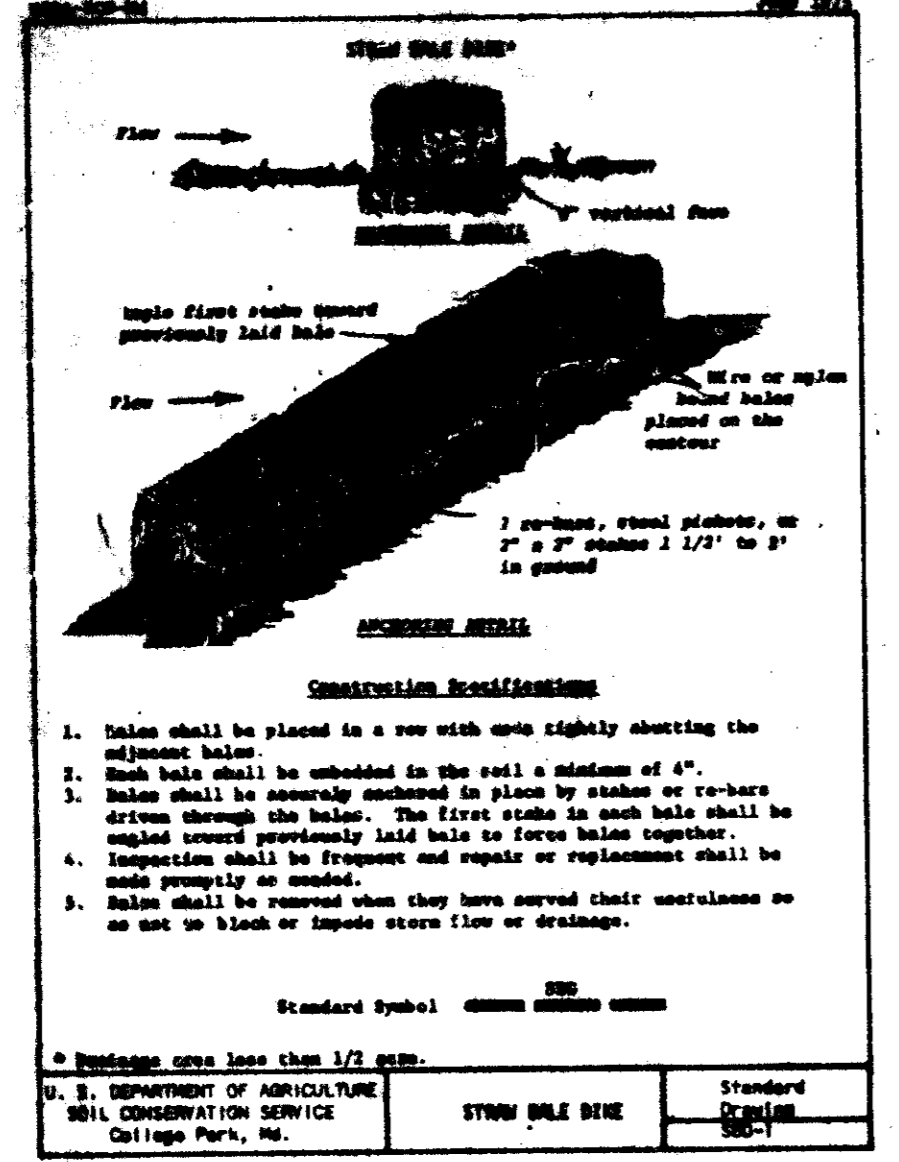 STRAW BALE DIKE*
Flow
4" vertical face
Angle first stake toward
previously laid bale
Wire or nylon
bound bales
placed on the
contour
Flow
2 re-bars, steel pickets, or
2" x 2" stakes 1 1/2' to 2'
in ground
ANCHORING DETAIL
Construction Specifications
1. Bales shall be placed in a row with ends tightly abutting the
adjacent bales.
2. Each bale shall be embedded in the soil a minimum of 4".
3. Bales shall be securely anchored in place by stakes or re-bars
driven through the bales. The first stake in each bale shall be
angled toward previously laid bale to force bales together.
4. Inspection shall be frequent and repair or replacement shall be
made promptly as needed.
5. Bales shall be removed when they have served their usefulness so
as not to block or impede storm flow or drainage.
Standard Symbol
* Drainage area less than 1/2 acre.
U. S. DEPARTMENT OF AGRICULTURE
SOIL CONSERVATION SERVICE
College Park, Md.
STRAW BALE DIKE
Standard
Drawing
SBD-1